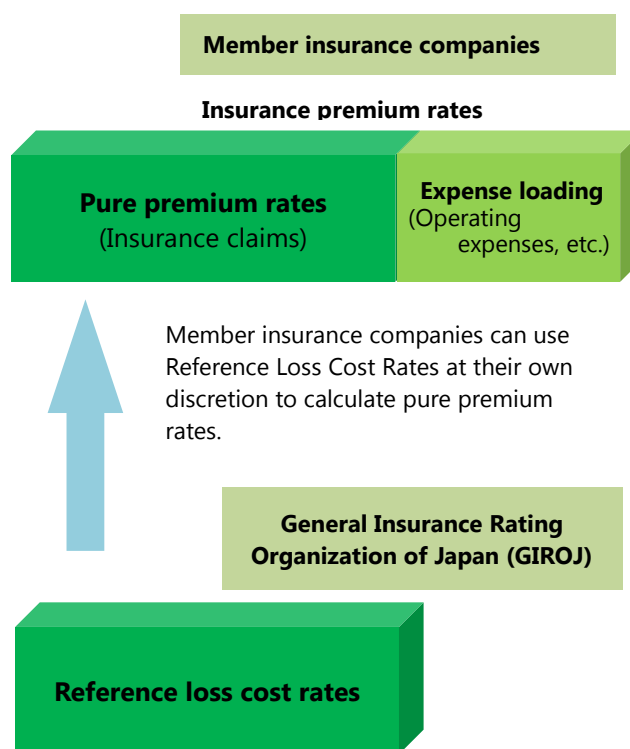 Member insurance companies
Insurance premium rates
Pure premium rates
(Insurance claims)
Expense loading
(Operating
expenses, etc.)
Member insurance companies can use
Reference Loss Cost Rates at their own
discretion to calculate pure premium
rates.
General Insurance Rating
Organization of Japan (GIROJ)
Reference loss cost rates